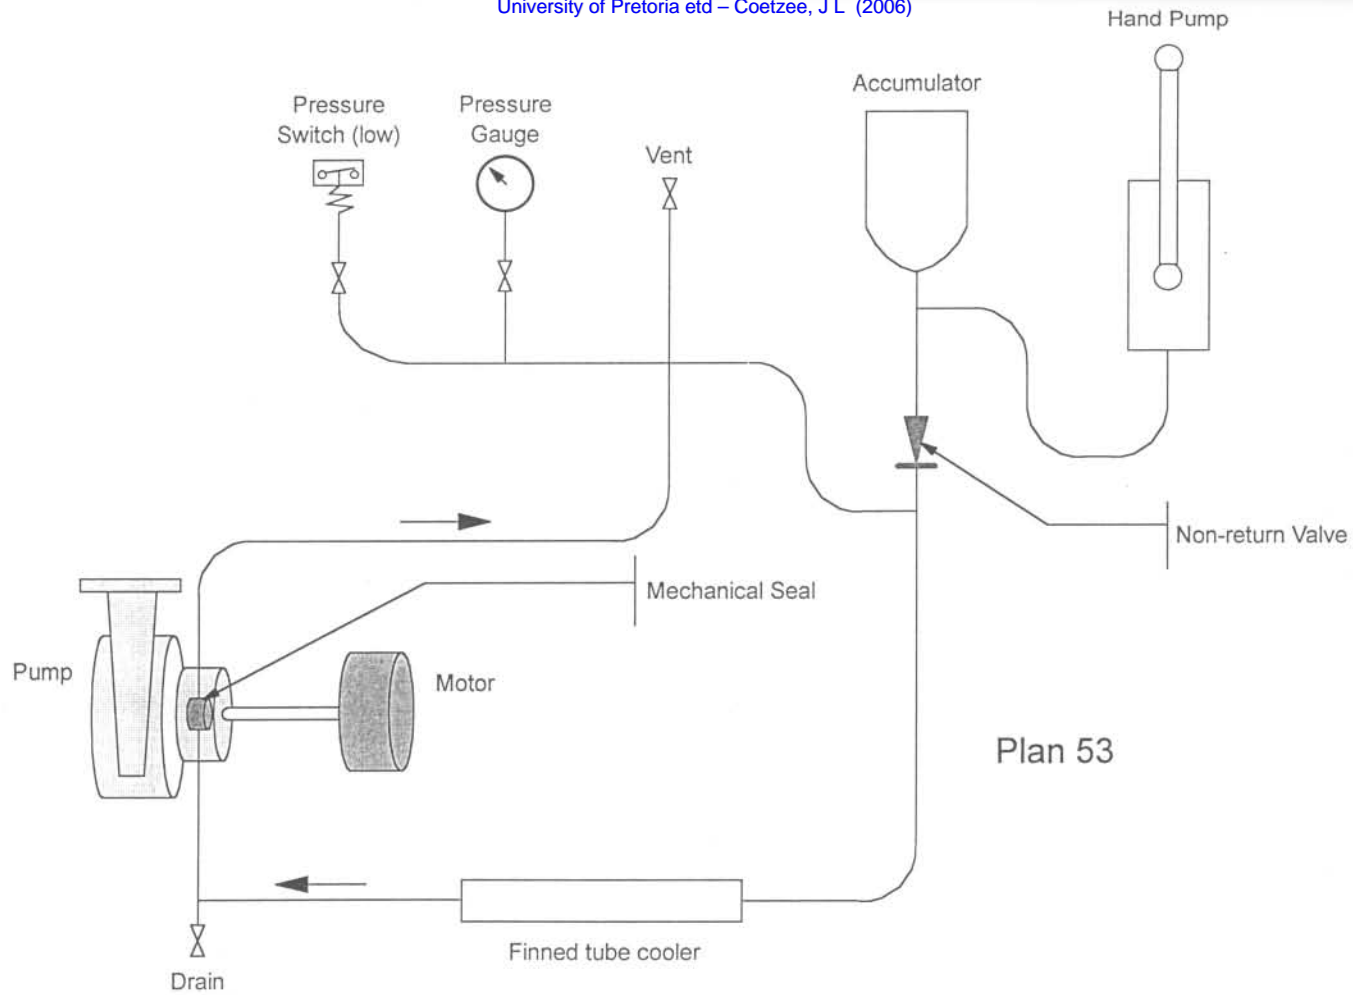 University of Pretoria etd – Coetzee, J L (2006)
Hand Pump
Accumulator
Pressure
Switch (low)
Pressure
Gauge
Vent
Non-return Valve
Mechanical Seal
Pump
Motor
Plan 53
Finned tube cooler
Drain